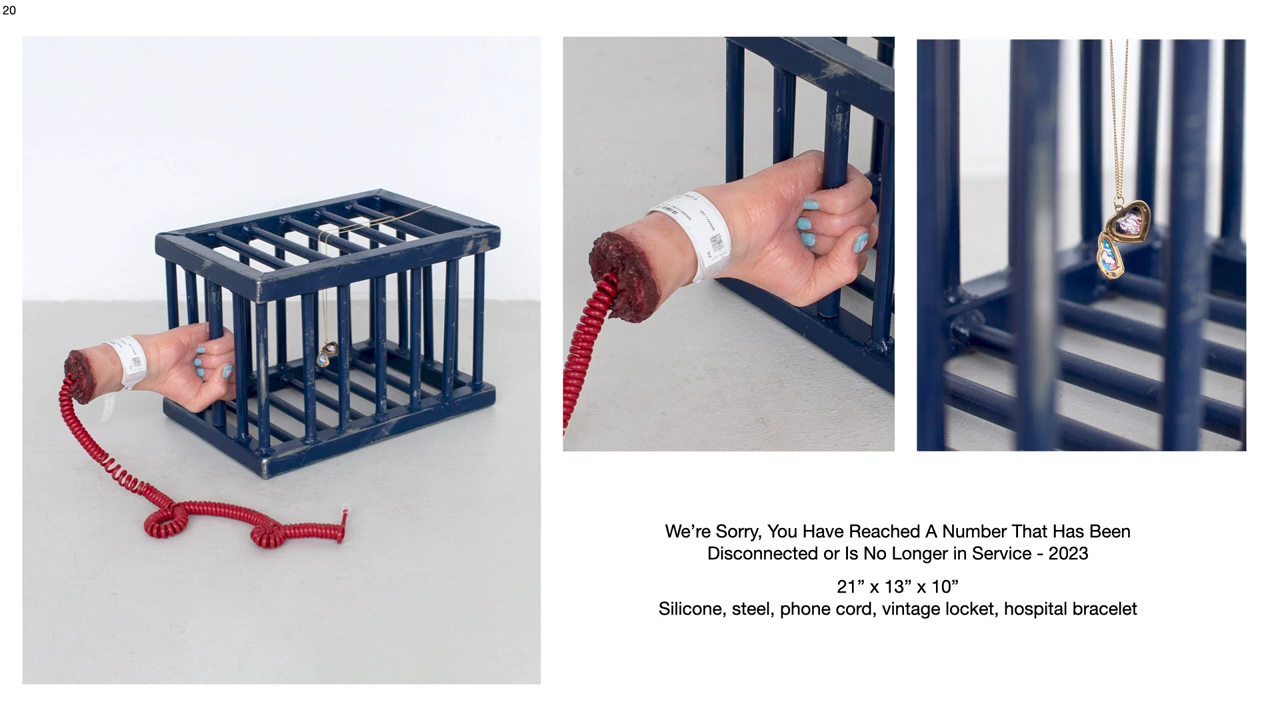 20
We’re Sorry, You Have Reached A Number That Has Been
Disconnected or Is No Longer in Service - 2023
21” x 13” x 10”
Silicone, steel, phone cord, vintage locket, hospital bracelet